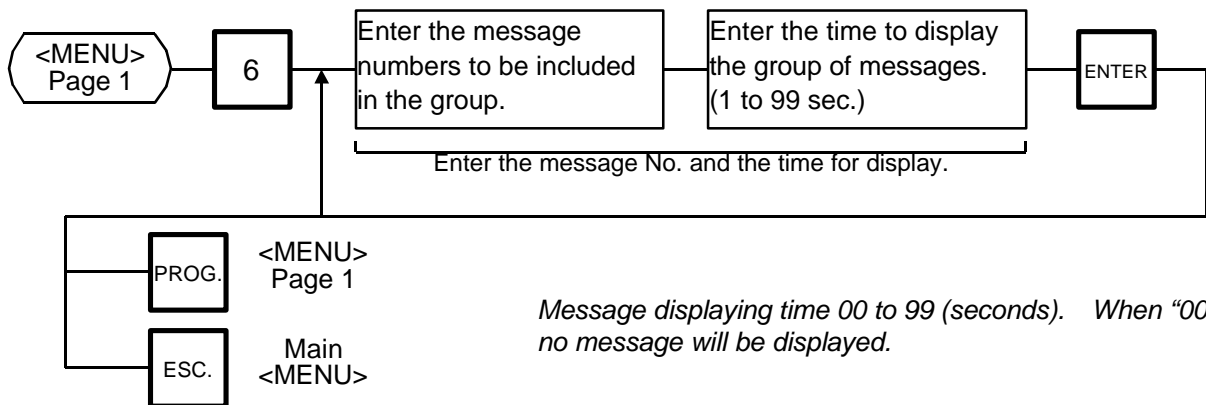 <MENU>
Page 1
6
Enter the message
numbers to be included
in the group.
Enter the time to display
the group of messages.
(1 to 99 sec.)
ENTER
Enter the message No. and the time for display.
PROG.
<MENU>
Page 1
Message displaying time 00 to 99 (seconds). When “00
no message will be displayed.
ESC.
Main
<MENU>